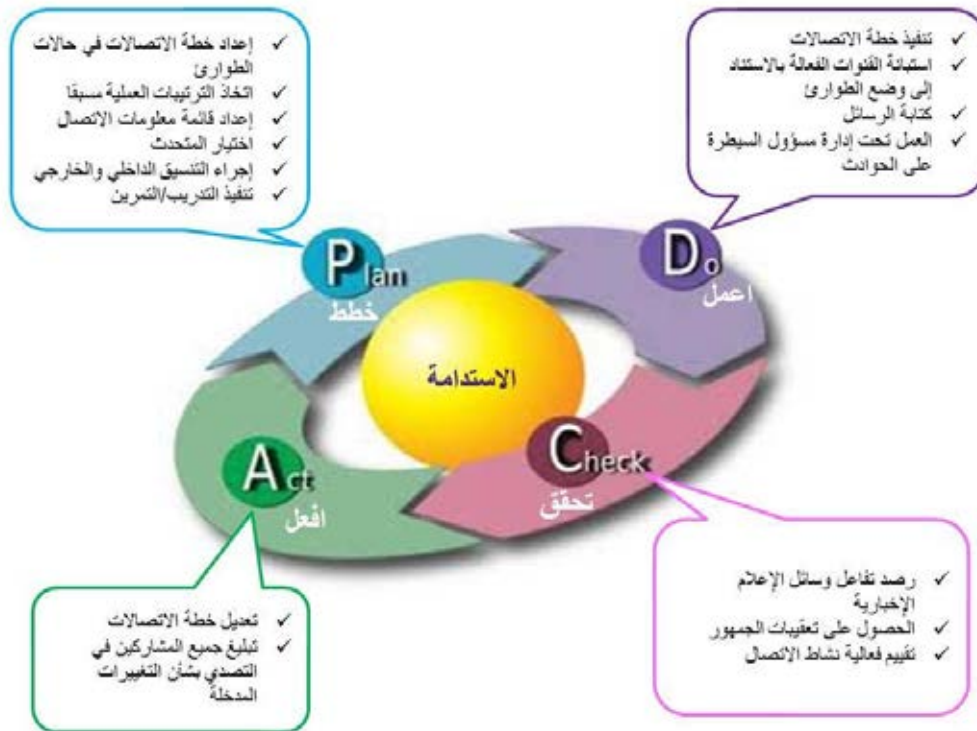 إعداد خطة الاتصالات في حالات
الطوارئ
اتخاذ الترتيبات العملية مسبقا
إعداد قائمة معلومات الاتصال
اختيار المتحدث
إجراء التنسيق الداخلي والخارجي
تنفيذ التدريب/التمرين
تنفيذ خطة الاتصالات
استبانة القنوات الفعالة بالاستناد
إلى وضع الطوارئ
كتابة الرسائل
العمل تحت إدارة مسؤول السيطرة
على الحوادث
Plan
خطط
Do
اعمل
الاستدامة
Check
تحقق
Act
افعل
رصد تفاعل وسائل الإعلام
الإخبارية
الحصول على تعقيبات الجمهور
تقييم فعالية نشاط الاتصال
تعديل خطة الاتصالات
تبليغ جميع المشاركين في
التصدي بشأن التغييرات
المدخلة